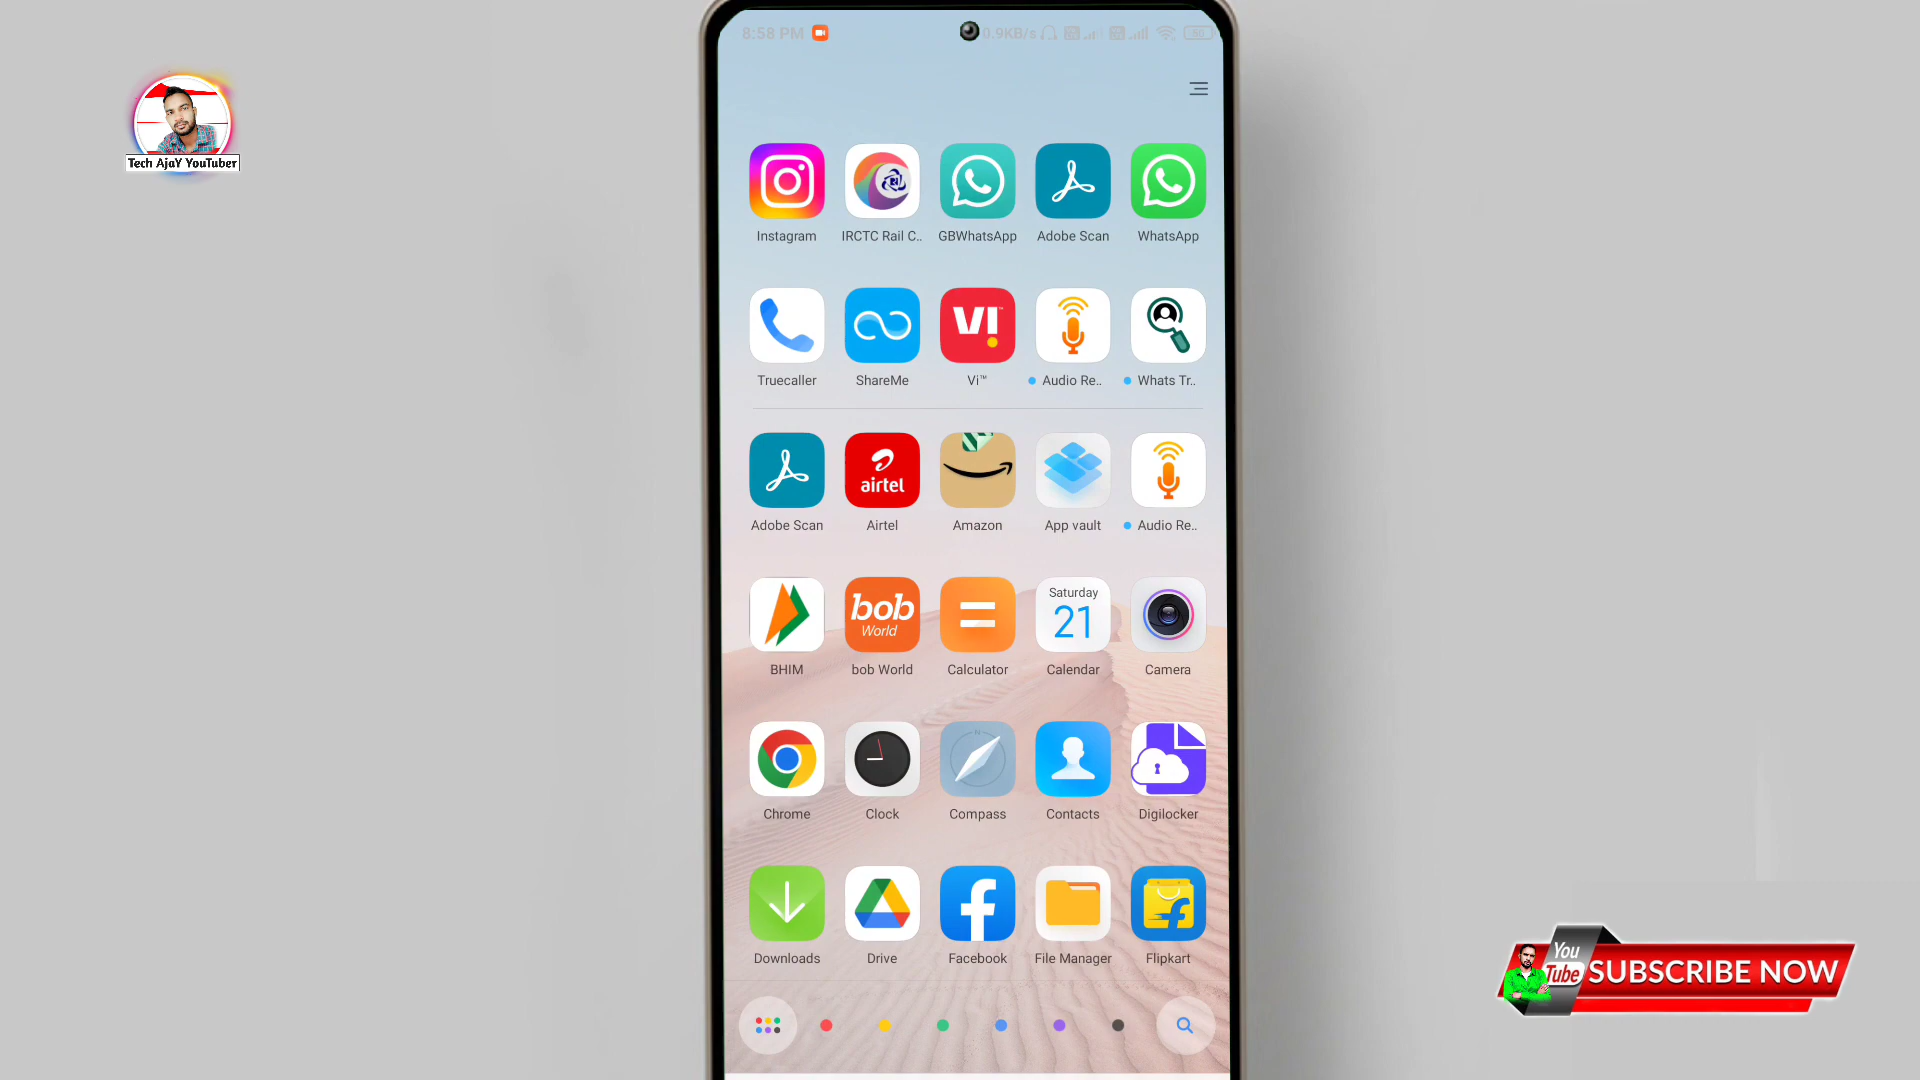 8:58 PM 0.9KB/s 60
Tech AjaY YouTuber
Instagram IRCTC Rail C.. GBWhatsApp Adobe Scan WhatsApp
VI
Truecaller ShareMe Vi™ Audio Re.. Whats Tr..
airtel
Adobe Scan Airtel Amazon App vault Audio Re..
bob World
Saturday 21
BHIM bob World Calculator Calendar Camera
N
Chrome Clock Compass Contacts Digilocker
Downloads Drive Facebook File Manager Flipkart
You
Tube SUBSCRIBE NOW